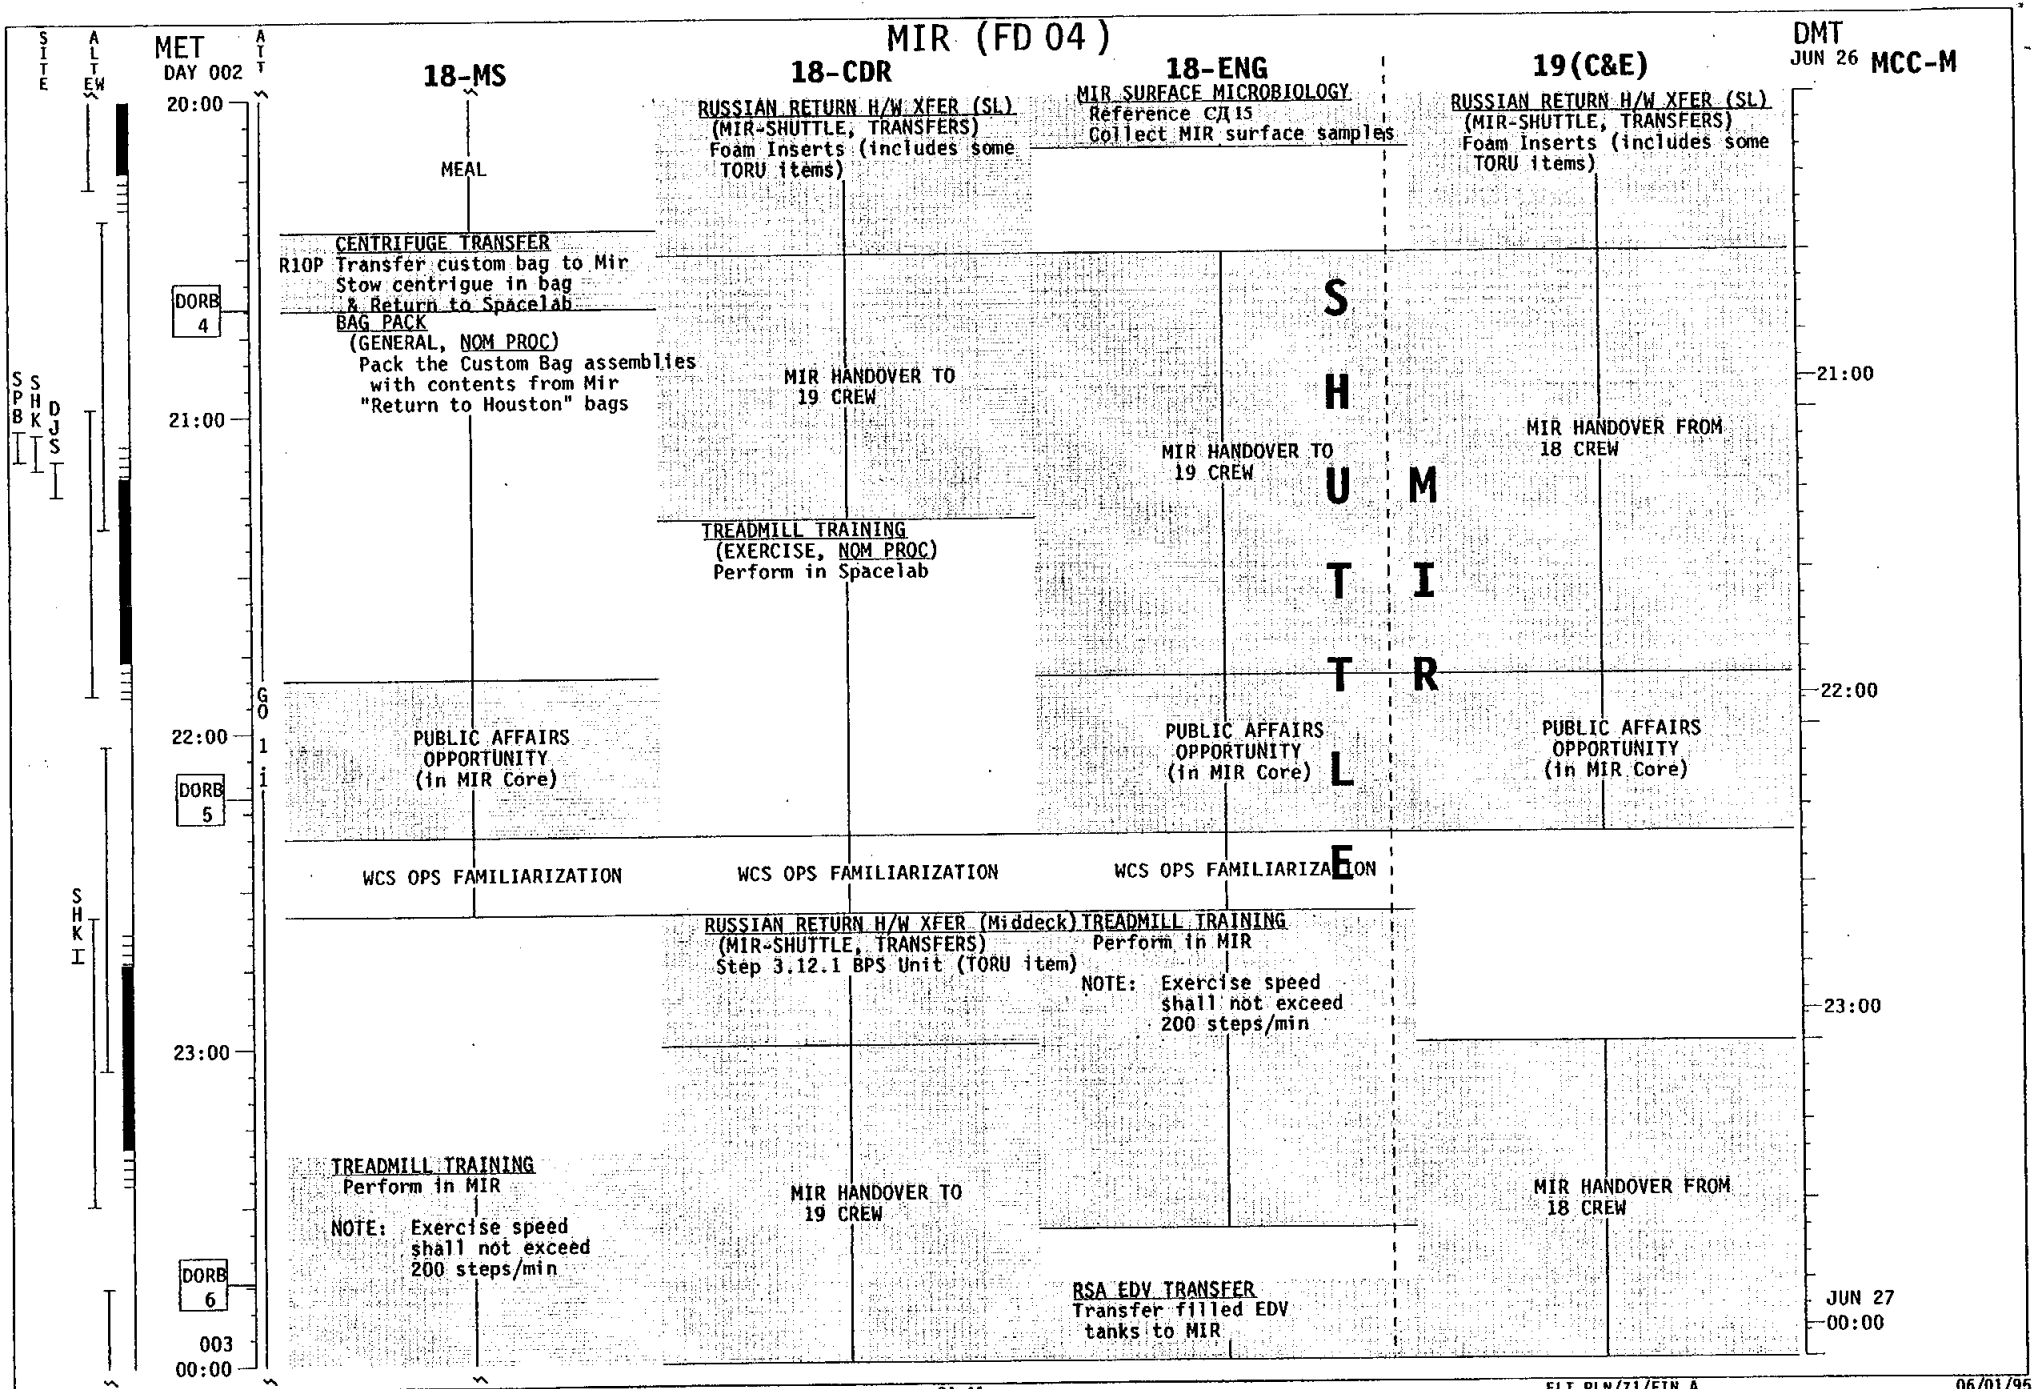 MIR (FD 04)
SITE
ALT
EW
MET
DAY 002
ATT
18-MS
18-CDR
18-ENG
19(C&E)
DMT
JUN 26 MCC-M
20:00
21:00
22:00
23:00
003
00:00
DORB
4
DORB
5
DORB
6
SPB
SHK
DJS
SHK
GO
1
i
MEAL
CENTRIFUGE TRANSFER
R10P Transfer custom bag to Mir
Stow centrigue in bag
& Return to Spacelab
BAG PACK
(GENERAL, NOM PROC)
Pack the Custom Bag assemblies
with contents from Mir
"Return to Houston" bags
PUBLIC AFFAIRS
OPPORTUNITY
(in MIR Core)
WCS OPS FAMILIARIZATION
TREADMILL TRAINING
Perform in MIR
NOTE: Exercise speed
shall not exceed
200 steps/min
RUSSIAN RETURN H/W XFER (SL)
(MIR-SHUTTLE, TRANSFERS)
Foam Inserts (includes some
TORU items)
MIR HANDOVER TO
19 CREW
TREADMILL TRAINING
(EXERCISE, NOM PROC)
Perform in Spacelab
WCS OPS FAMILIARIZATION
RUSSIAN RETURN H/W XFER (Middeck)
(MIR-SHUTTLE, TRANSFERS)
Step 3.12.1 BPS Unit (TORU item)
MIR HANDOVER TO
19 CREW
MIR SURFACE MICROBIOLOGY
Reference СД 15
Collect MIR surface samples
MIR HANDOVER TO
19 CREW
PUBLIC AFFAIRS
OPPORTUNITY
(in MIR Core)
WCS OPS FAMILIARIZATION
TREADMILL TRAINING
Perform in MIR
NOTE: Exercise speed
shall not exceed
200 steps/min
RSA EDV TRANSFER
Transfer filled EDV
tanks to MIR
SHUTTLE
MIR
RUSSIAN RETURN H/W XFER (SL)
(MIR-SHUTTLE, TRANSFERS)
Foam Inserts (includes some
TORU items)
MIR HANDOVER FROM
18 CREW
PUBLIC AFFAIRS
OPPORTUNITY
(in MIR Core)
MIR HANDOVER FROM
18 CREW
21:00
22:00
23:00
JUN 27
00:00
FLT PLN/71/FIN A
06/01/95